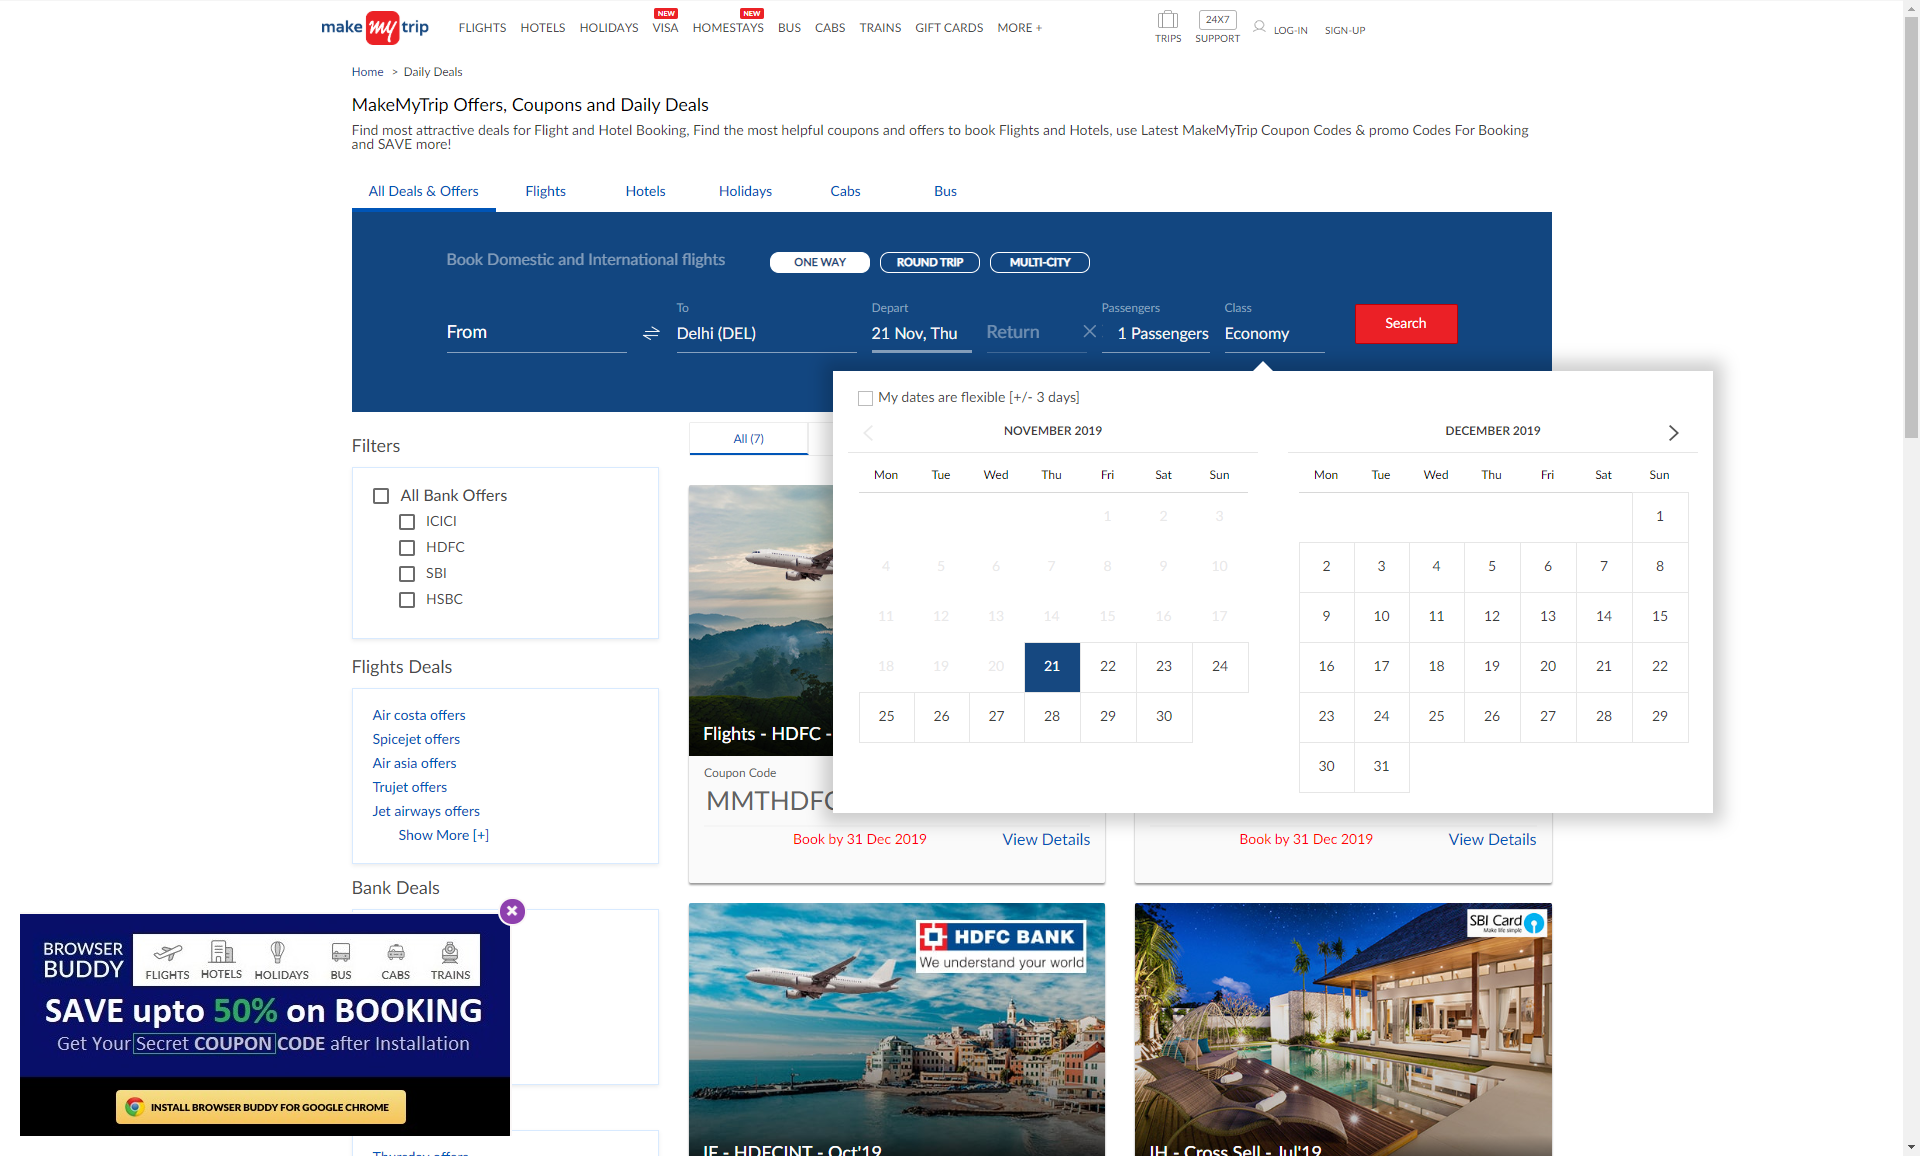 make my trip
FLIGHTS HOTELS HOLIDAYS VISA HOMESTAYS BUS CABS TRAINS GIFT CARDS MORE +
NEW NEW
24X7
TRIPS SUPPORT LOG-IN SIGN-UP
Home > Daily Deals
MakeMyTrip Offers, Coupons and Daily Deals
Find most attractive deals for Flight and Hotel Booking, Find the most helpful coupons and offers to book Flights and Hotels, use Latest MakeMyTrip Coupon Codes & promo Codes For Booking
and SAVE more!
All Deals & Offers Flights Hotels Holidays Cabs Bus
Book Domestic and International flights ONE WAY ROUND TRIP MULTI-CITY
To Depart Passengers Class
From Delhi (DEL) 21 Nov, Thu Return 1 Passengers Economy Search
My dates are flexible [+/- 3 days]
NOVEMBER 2019 DECEMBER 2019
Mon Tue Wed Thu Fri Sat Sun Mon Tue Wed Thu Fri Sat Sun
1 2 3 1
4 5 6 7 8 9 10 2 3 4 5 6 7 8
11 12 13 14 15 16 17 9 10 11 12 13 14 15
18 19 20 21 22 23 24 16 17 18 19 20 21 22
25 26 27 28 29 30 23 24 25 26 27 28 29
30 31
Filters
All (7)
All Bank Offers
ICICI
HDFC
SBI
HSBC
Flights Deals
Air costa offers
Spicejet offers
Air asia offers
Trujet offers
Jet airways offers
Show More [+]
Bank Deals
Flights - HDFC -
Coupon Code
MMTHDFC
Book by 31 Dec 2019 View Details
Book by 31 Dec 2019 View Details
HDFC BANK
We understand your world
IF - HDFCINT - Oct'19
SBI Card
Make life simple
IH - Cross Sell - Jul'19
BROWSER
BUDDY
FLIGHTS HOTELS HOLIDAYS BUS CABS TRAINS
SAVE upto 50% on BOOKING
Get Your Secret COUPON CODE after Installation
INSTALL BROWSER BUDDY FOR GOOGLE CHROME
Thursday offers